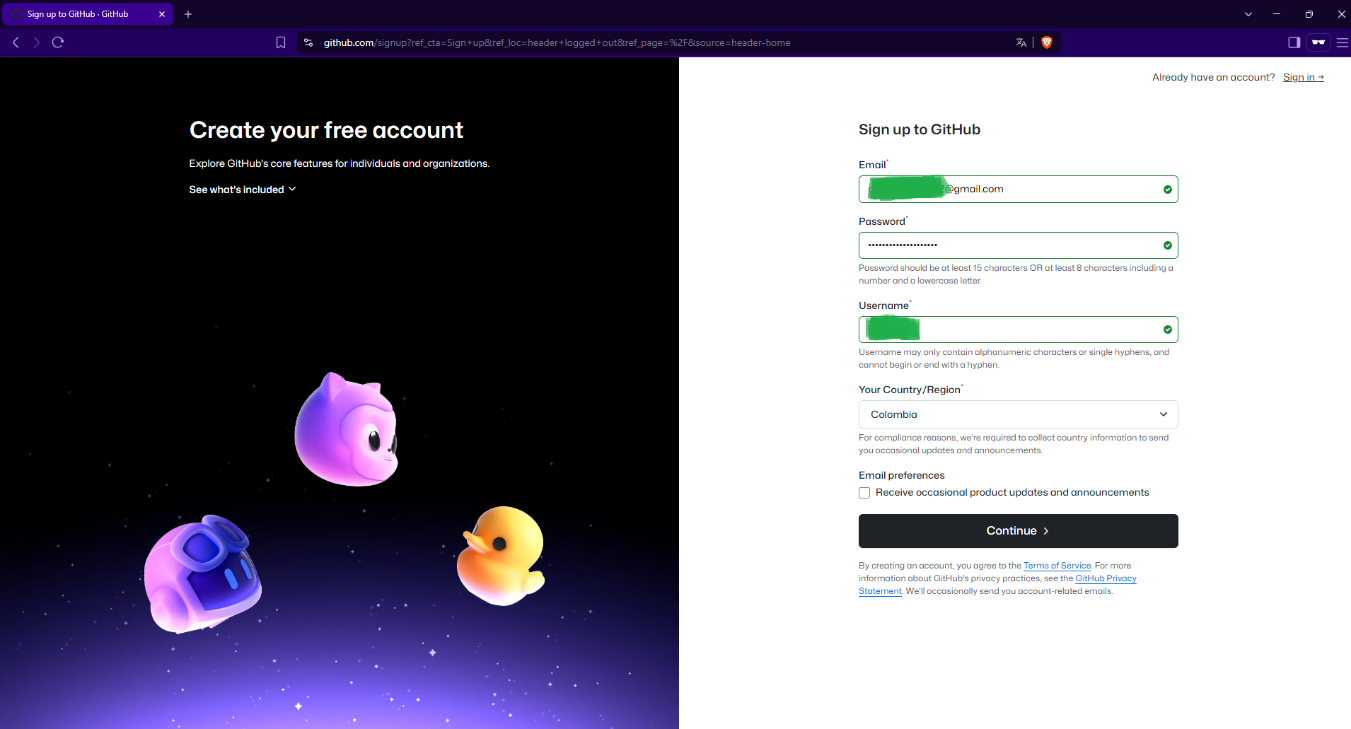 Sign up to GitHub · GitHub
github.com/signup?ref_cta=Sign+up&ref_loc=header+logged+out&ref_page=%2F&source=header-home
Create your free account
Explore GitHub's core features for individuals and organizations.
See what's included
Already have an account? Sign in →
Sign up to GitHub
Email*
@gmail.com
Password*
••••••••••••••••••••
Password should be at least 15 characters OR at least 8 characters including a
number and a lowercase letter.
Username*
Username may only contain alphanumeric characters or single hyphens, and
cannot begin or end with a hyphen.
Your Country/Region*
Colombia
For compliance reasons, we're required to collect country information to send
you occasional updates and announcements.
Email preferences
Receive occasional product updates and announcements
Continue >
By creating an account, you agree to the Terms of Service. For more
information about GitHub's privacy practices, see the GitHub Privacy
Statement. We'll occasionally send you account-related emails.